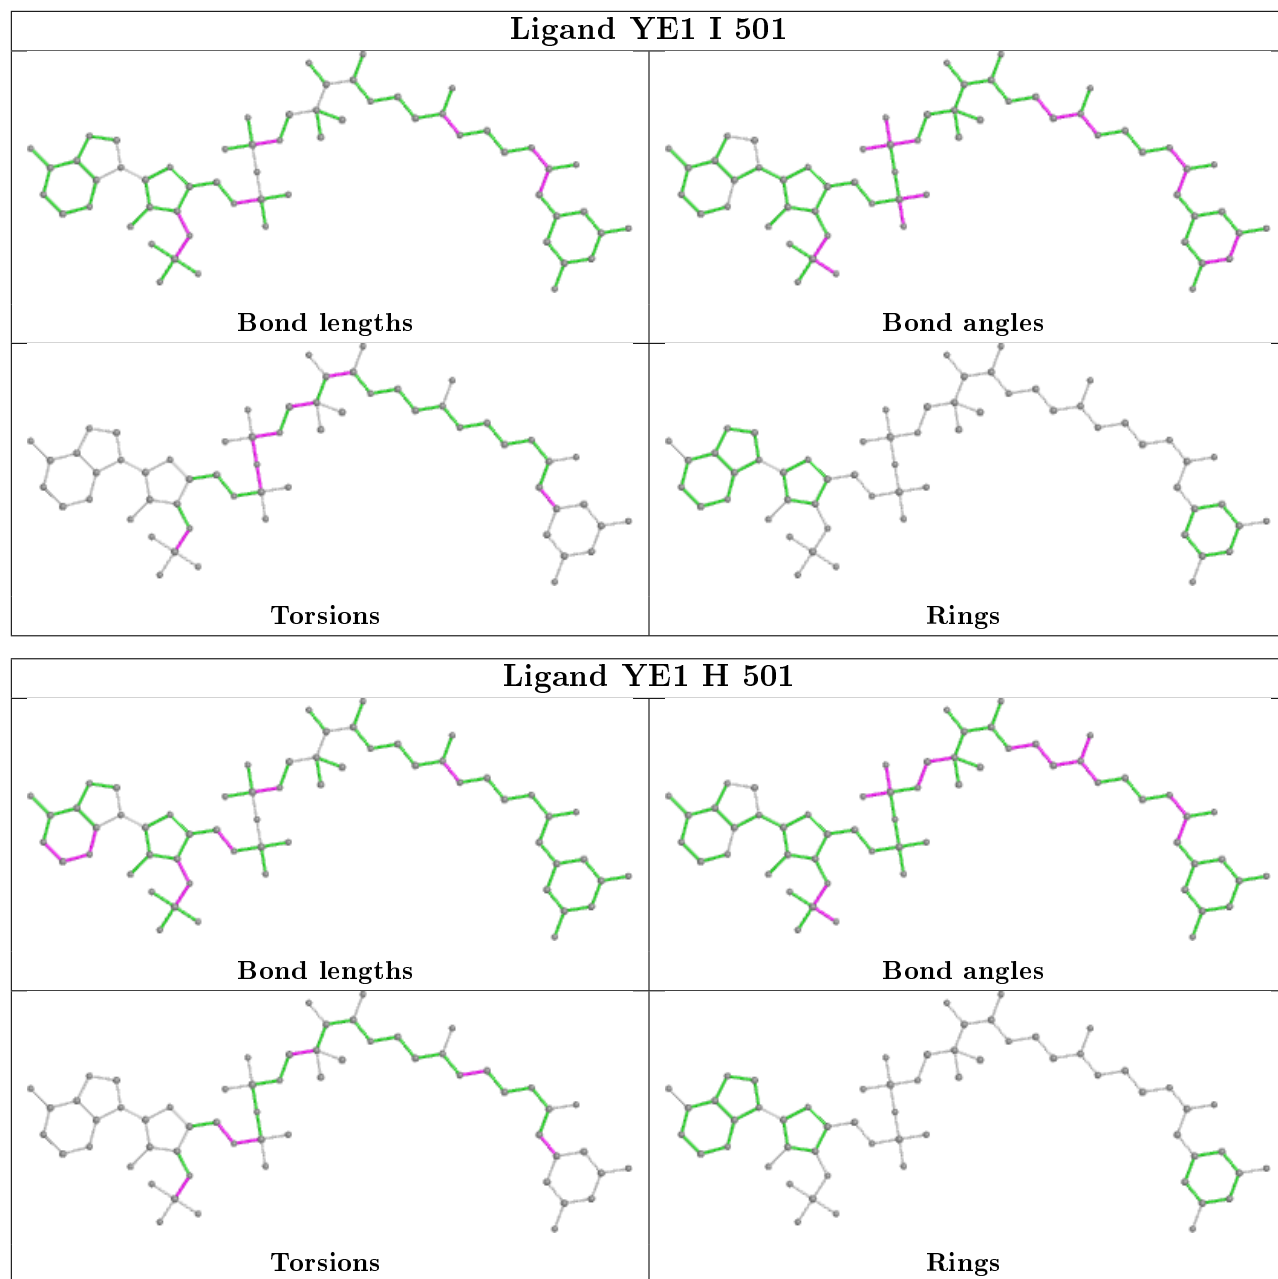 Ligand YE1 I 501
Bond lengths
Bond angles
Torsions
Rings
Ligand YE1 H 501
Bond lengths
Bond angles
Torsions
Rings